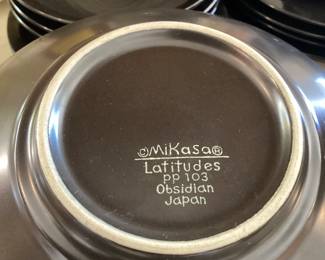 ©MiKasa®
Latitudes
PP 103
Obsidian
Japan